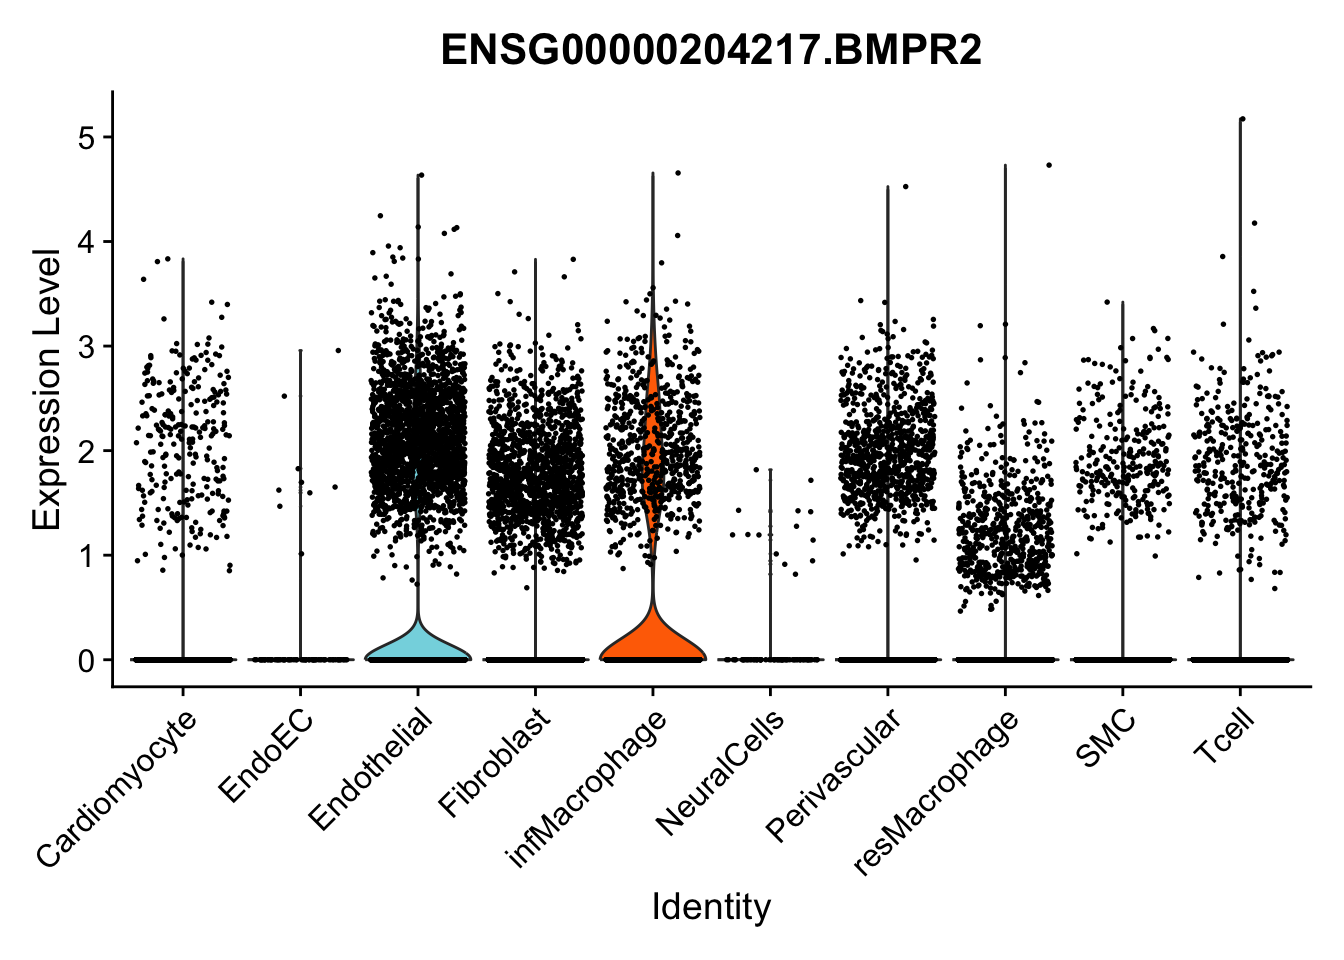 ENSG00000204217.BMPR2
Expression Level
5
4
3
2
1
0
Cardiomyocyte
EndoEC
Endothelial
Fibroblast
infMacrophage
NeuralCells
Perivascular
resMacrophage
SMC
Tcell
Identity